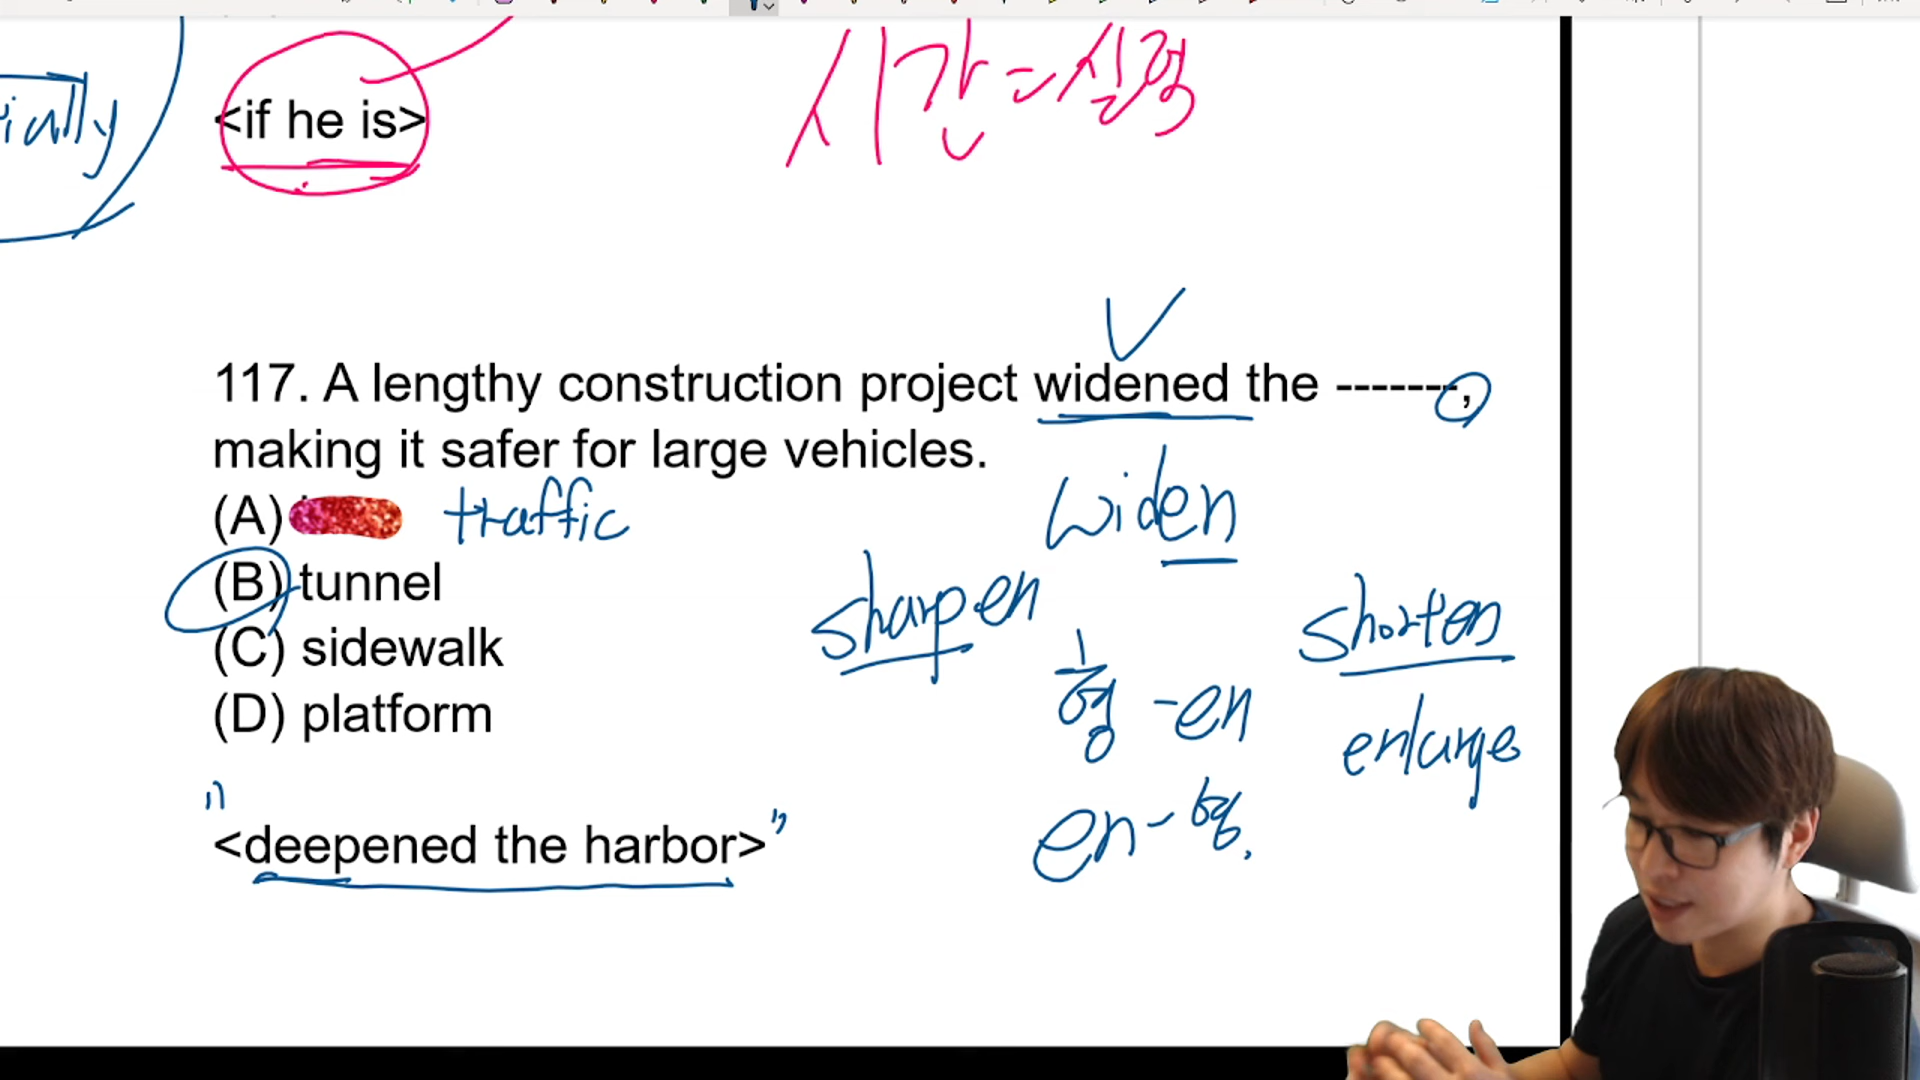 ially
<if he is>
시간=실력
117. A lengthy construction project widened the -------,
making it safer for large vehicles.
(A) traffic
(B) tunnel
(C) sidewalk
(D) platform
widen
sharpen
shorten
형 -en
enlarge
en-형.
"<deepened the harbor>"